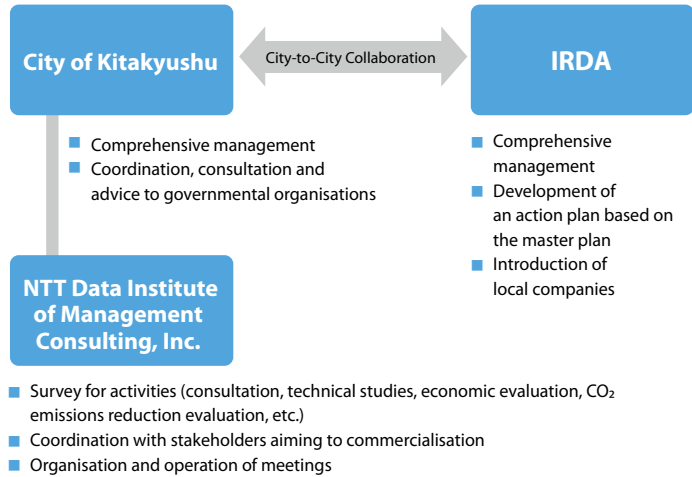 City of Kitakyushu
City-to-City Collaboration
IRDA
Comprehensive management
Coordination, consultation and
advice to governmental organisations
Comprehensive
management
Development of
an action plan based on
the master plan
Introduction of
local companies
NTT Data Institute
of Management
Consulting, Inc.
Survey for activities (consultation, technical studies, economic evaluation, CO₂
emissions reduction evaluation, etc.)
Coordination with stakeholders aiming to commercialisation
Organisation and operation of meetings